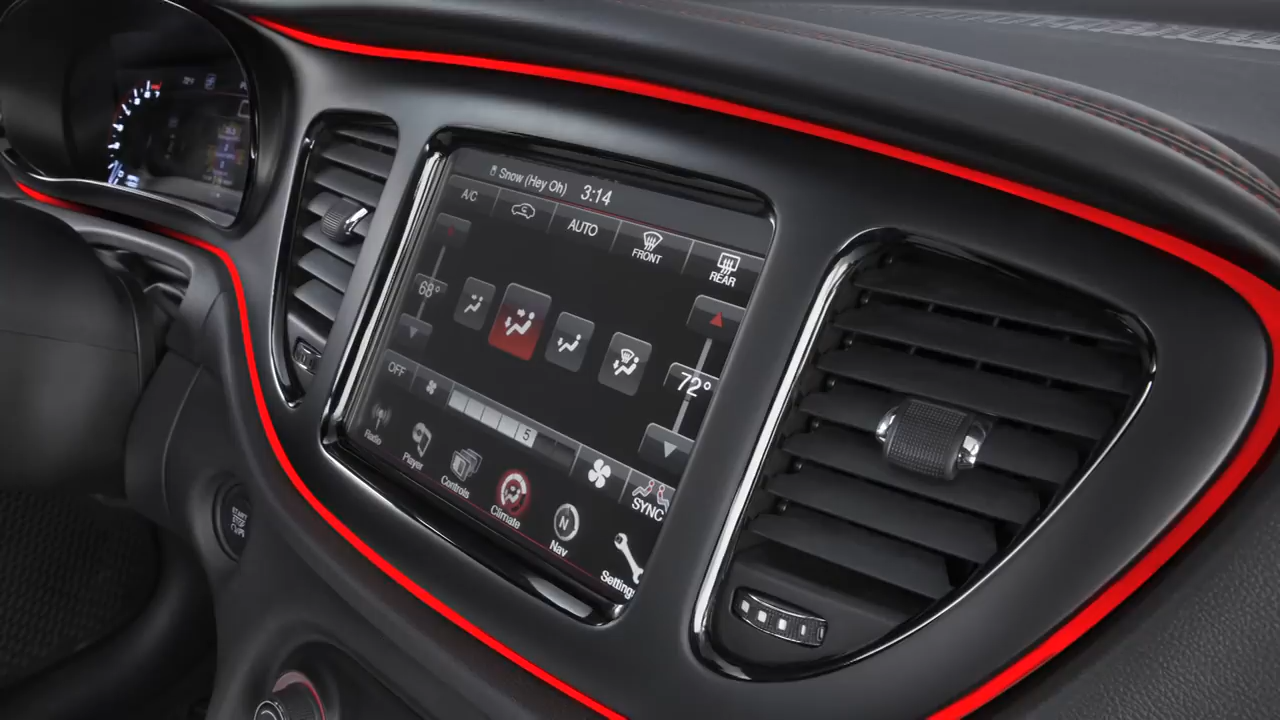 Snow (Hey Oh) 3:14
A/C
AUTO
FRONT
REAR
68°
72°
OFF
5
SYNC
Radio
Player
Controls
Climate
N
Nav
Settings
START